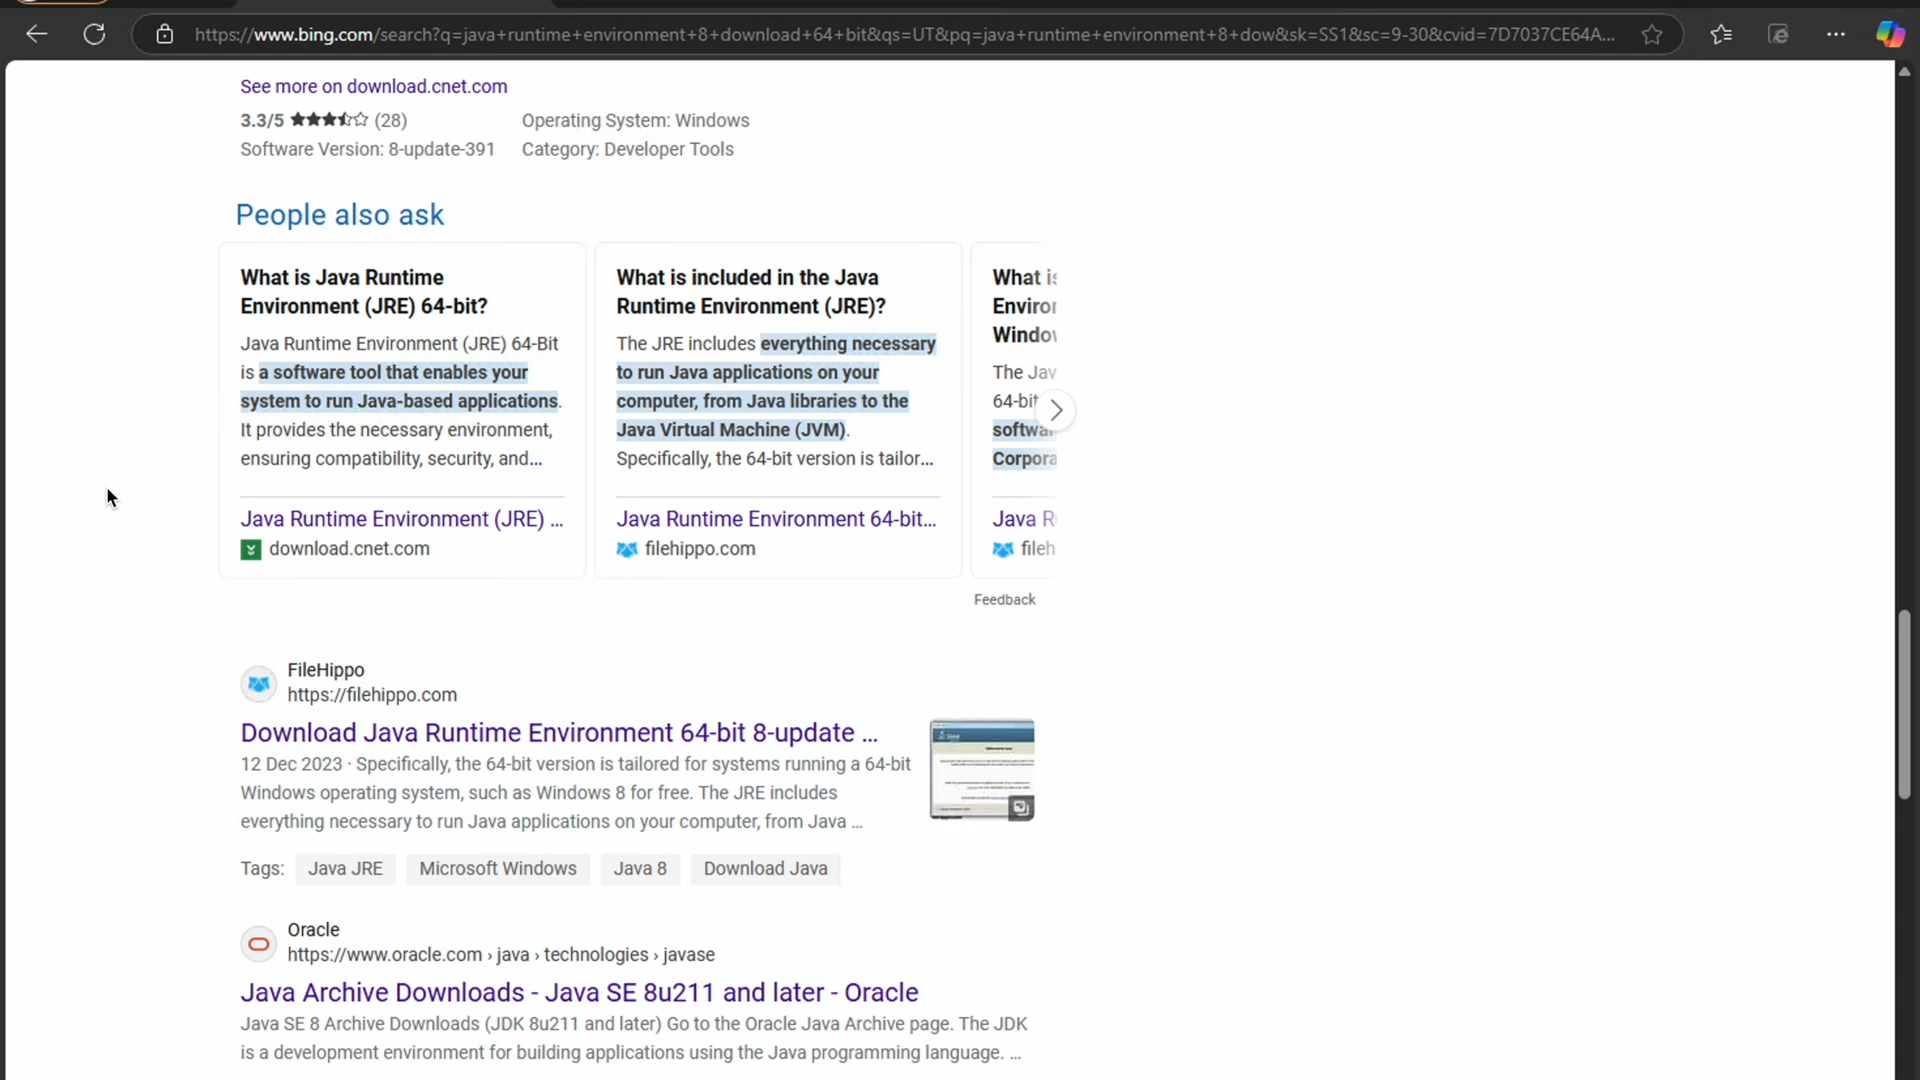 https://www.bing.com/search?q=java+runtime+environment+8+download+64+bit&qs=UT&pq=java+runtime+environment+8+dow&sk=SS1&sc=9-30&cvid=7D7037CE64A...
See more on download.cnet.com
3.3/5 (28)
Operating System: Windows
Software Version: 8-update-391
Category: Developer Tools
People also ask
What is Java Runtime
Environment (JRE) 64-bit?
Java Runtime Environment (JRE) 64-Bit
is a software tool that enables your
system to run Java-based applications.
It provides the necessary environment,
ensuring compatibility, security, and...
Java Runtime Environment (JRE) ...
download.cnet.com
What is included in the Java
Runtime Environment (JRE)?
The JRE includes everything necessary
to run Java applications on your
computer, from Java libraries to the
Java Virtual Machine (JVM).
Specifically, the 64-bit version is tailor...
Java Runtime Environment 64-bit...
filehippo.com
What is
Environ
Window
The Jav
64-bit
softwar
Corpora
Java R
fileh
Feedback
FileHippo
https://filehippo.com
Download Java Runtime Environment 64-bit 8-update ...
12 Dec 2023 · Specifically, the 64-bit version is tailored for systems running a 64-bit
Windows operating system, such as Windows 8 for free. The JRE includes
everything necessary to run Java applications on your computer, from Java ...
Tags: Java JRE Microsoft Windows Java 8 Download Java
Oracle
https://www.oracle.com › java › technologies › javase
Java Archive Downloads - Java SE 8u211 and later - Oracle
Java SE 8 Archive Downloads (JDK 8u211 and later) Go to the Oracle Java Archive page. The JDK
is a development environment for building applications using the Java programming language. ...